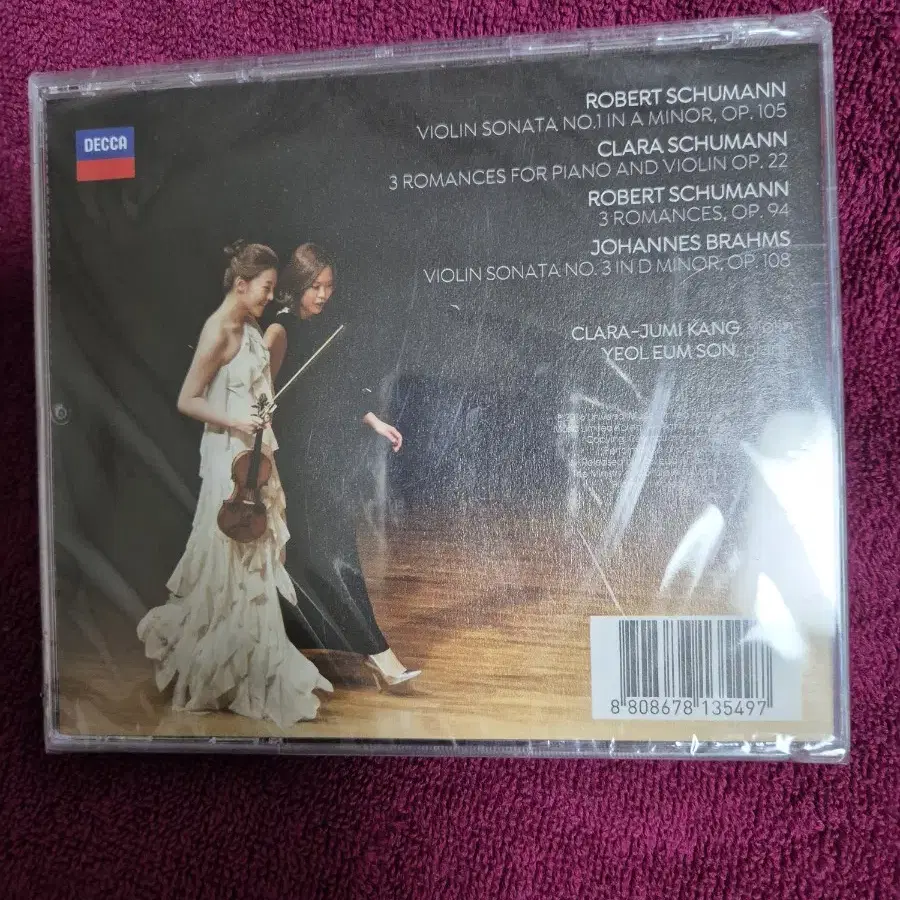 DECCA
ROBERT SCHUMANN
VIOLIN SONATA NO.1 IN A MINOR, OP. 105
CLARA SCHUMANN
3 ROMANCES FOR PIANO AND VIOLIN OP. 22
ROBERT SCHUMANN
3 ROMANCES, OP. 94
JOHANNES BRAHMS
VIOLIN SONATA NO. 3 IN D MINOR, OP. 108
CLARA-JUMI KANG
YEOL EUM SON, piano
8 808678 135497